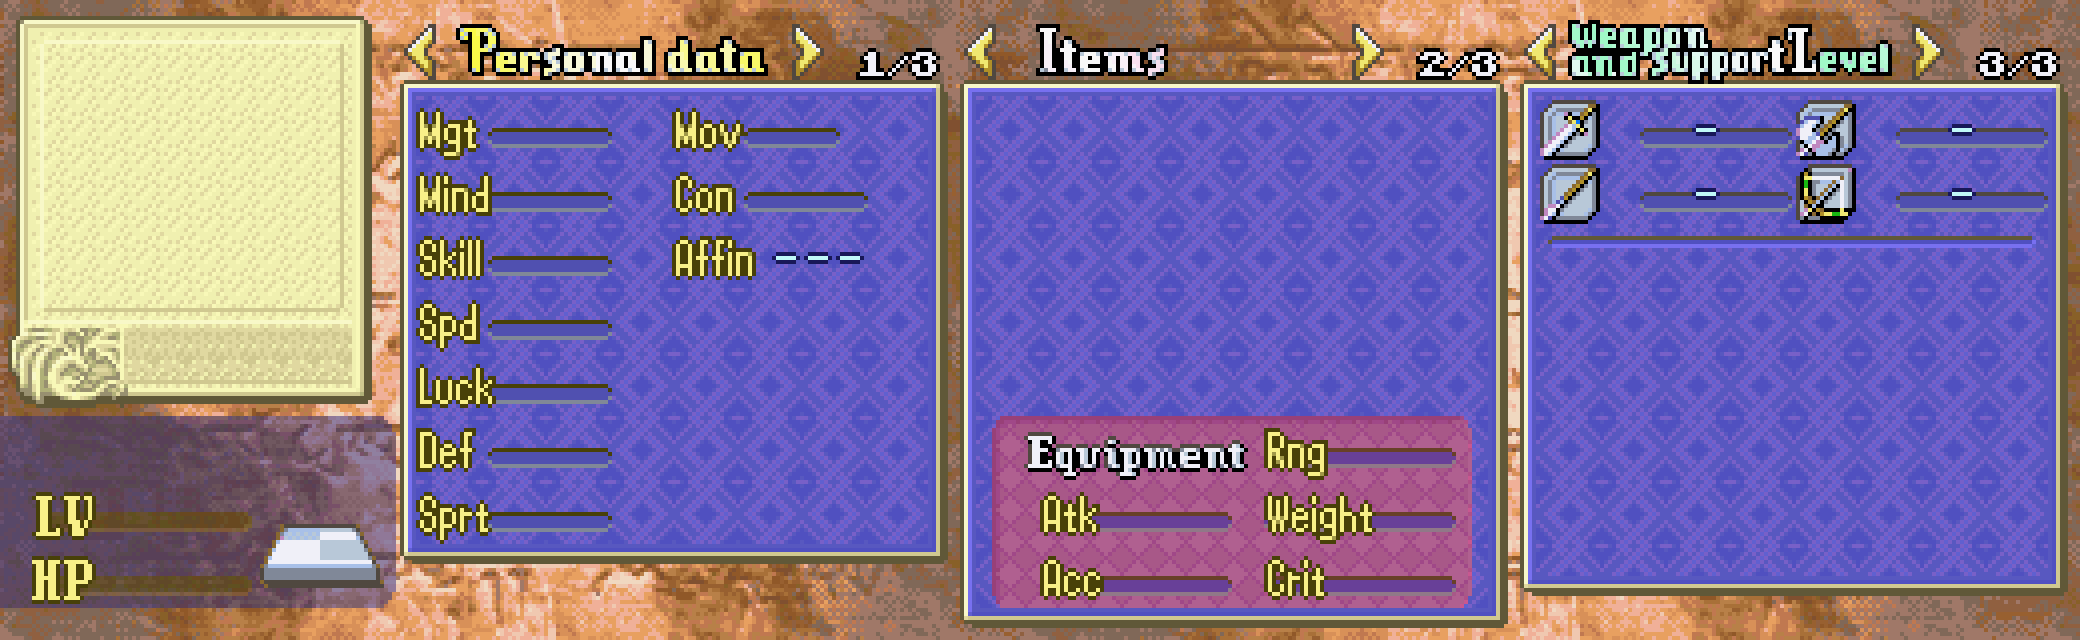 Personal data 1/3
Mgt
Mind
Skill
Spd
Luck
Def
Sprt
Mov
Con
Affin ---
LV
HP
Items 2/3
Equipment
Rng
Atk
Weight
Acc
Crit
Weapon
and Support Level 3/3